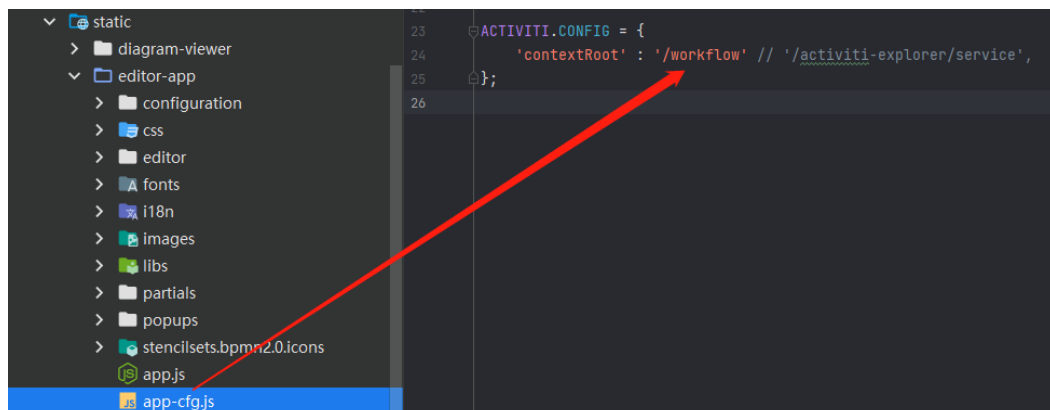 static
diagram-viewer
editor-app
configuration
css
editor
fonts
i18n
images
libs
partials
popups
stencilsets.bpmn2.0.icons
app.js
app-cfg.js
23 ACTIVITI.CONFIG = {
24 'contextRoot' : '/workflow' // '/activiti-explorer/service',
25 };
26